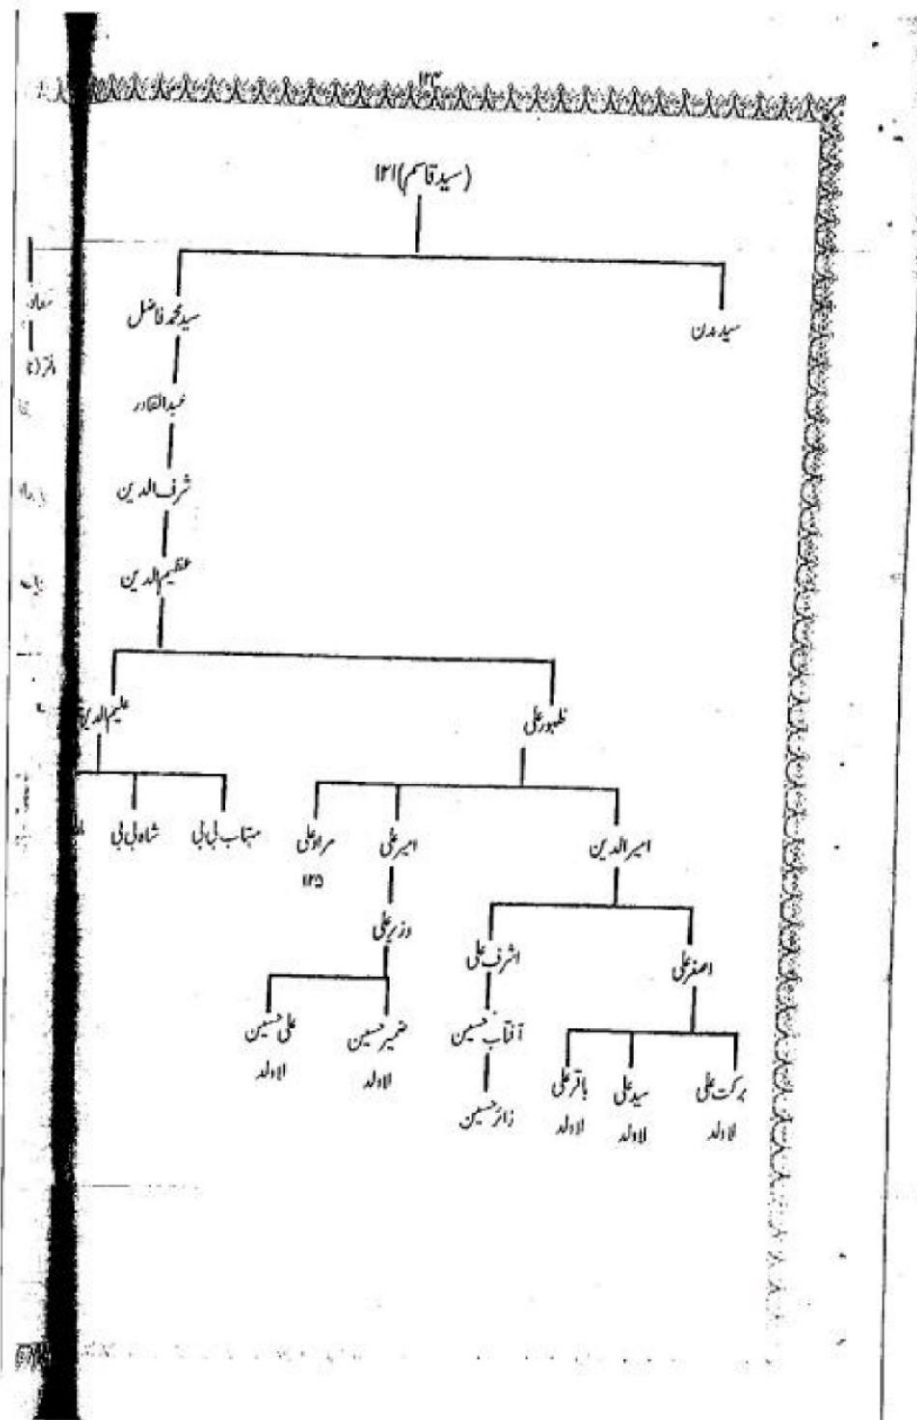 ۱۲۴
(سید قاسم) ۱۲۱
سید مدن
سید محمد فاضل
عبدالقادر
شرف الدین
عظیم الدین
ظہور علی
علیم الدین
امیر الدین
امیر علی
مراد علی
۱۲۵
مہتاب بی بی
شاہ بی بی
وزیر علی
اصغر علی
اشرف علی
ضمیر حسین
لاولد
علی حسین
لاولد
آفتاب حسین
زائر حسین
برکت علی
لاولد
سید علی
لاولد
باقر علی
لاولد